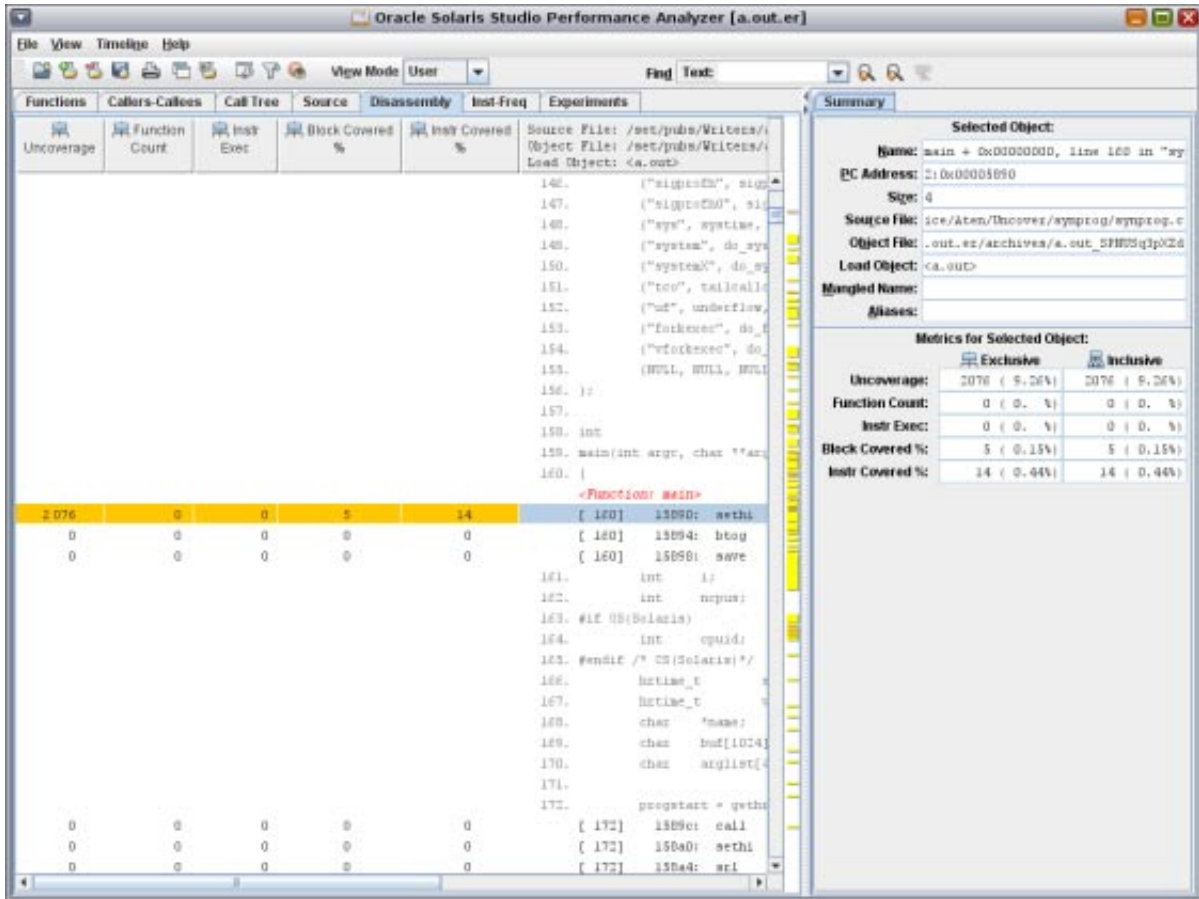 Oracle Solaris Studio Performance Analyzer [a.out.er]
File View Timeline Help
View Mode User Find Text:
Functions Callers-Callees Call Tree Source Disassembly Inst-Freq Experiments
Uncoverage Function Count Instr Exec Block Covered % Instr Covered %
Source File: /set/pubs/Writers/
Object File: /set/pubs/Writers/
Load Object: <a.out>
146. {"sigprofh", sigp
147. {"sigprofh0", sig
148. {"sys", systime,
149. {"system", do_sys
150. {"systemX", do_sy
151. {"tco", tailcallo
152. {"uf", underflow,
153. {"forkexec", do_f
154. {"vforkexec", do_
155. {NULL, NULL, NULL
156. };
157.
158. int
159. main(int argc, char **arg
160. {
<Function: main>
2 076 0 0 5 14 [ 160] 15890: sethi
0 0 0 0 0 [ 160] 15894: btog
0 0 0 0 0 [ 160] 15898: save
161. int i;
162. int ncpus;
163. #if OS(Solaris)
164. int cpuid;
165. #endif /* OS(Solaris)*/
166. hrtime_t
167. hrtime_t
168. char *name;
169. char buf[1024]
170. char arglist[4
171.
172. progstart = gethr
0 0 0 0 0 [ 172] 1589c: call
0 0 0 0 0 [ 172] 158a0: sethi
0 0 0 0 0 [ 172] 158a4: srl
Summary
Selected Object:
Name: main + 0x00000000, line 160 in "sy
PC Address: 2:0x00005890
Size: 4
Source File: ice/Aten/Uncover/synprog/synprog.c
Object File: .out.er/archives/a.out_
Load Object: <a.out>
Mangled Name:
Aliases:
Metrics for Selected Object:
Exclusive Inclusive
Uncoverage: 2076 ( 9.26%) 2076 ( 9.26%)
Function Count: 0 ( 0. %) 0 ( 0. %)
Instr Exec: 0 ( 0. %) 0 ( 0. %)
Block Covered %: 5 ( 0.15%) 5 ( 0.15%)
Instr Covered %: 14 ( 0.44%) 14 ( 0.44%)